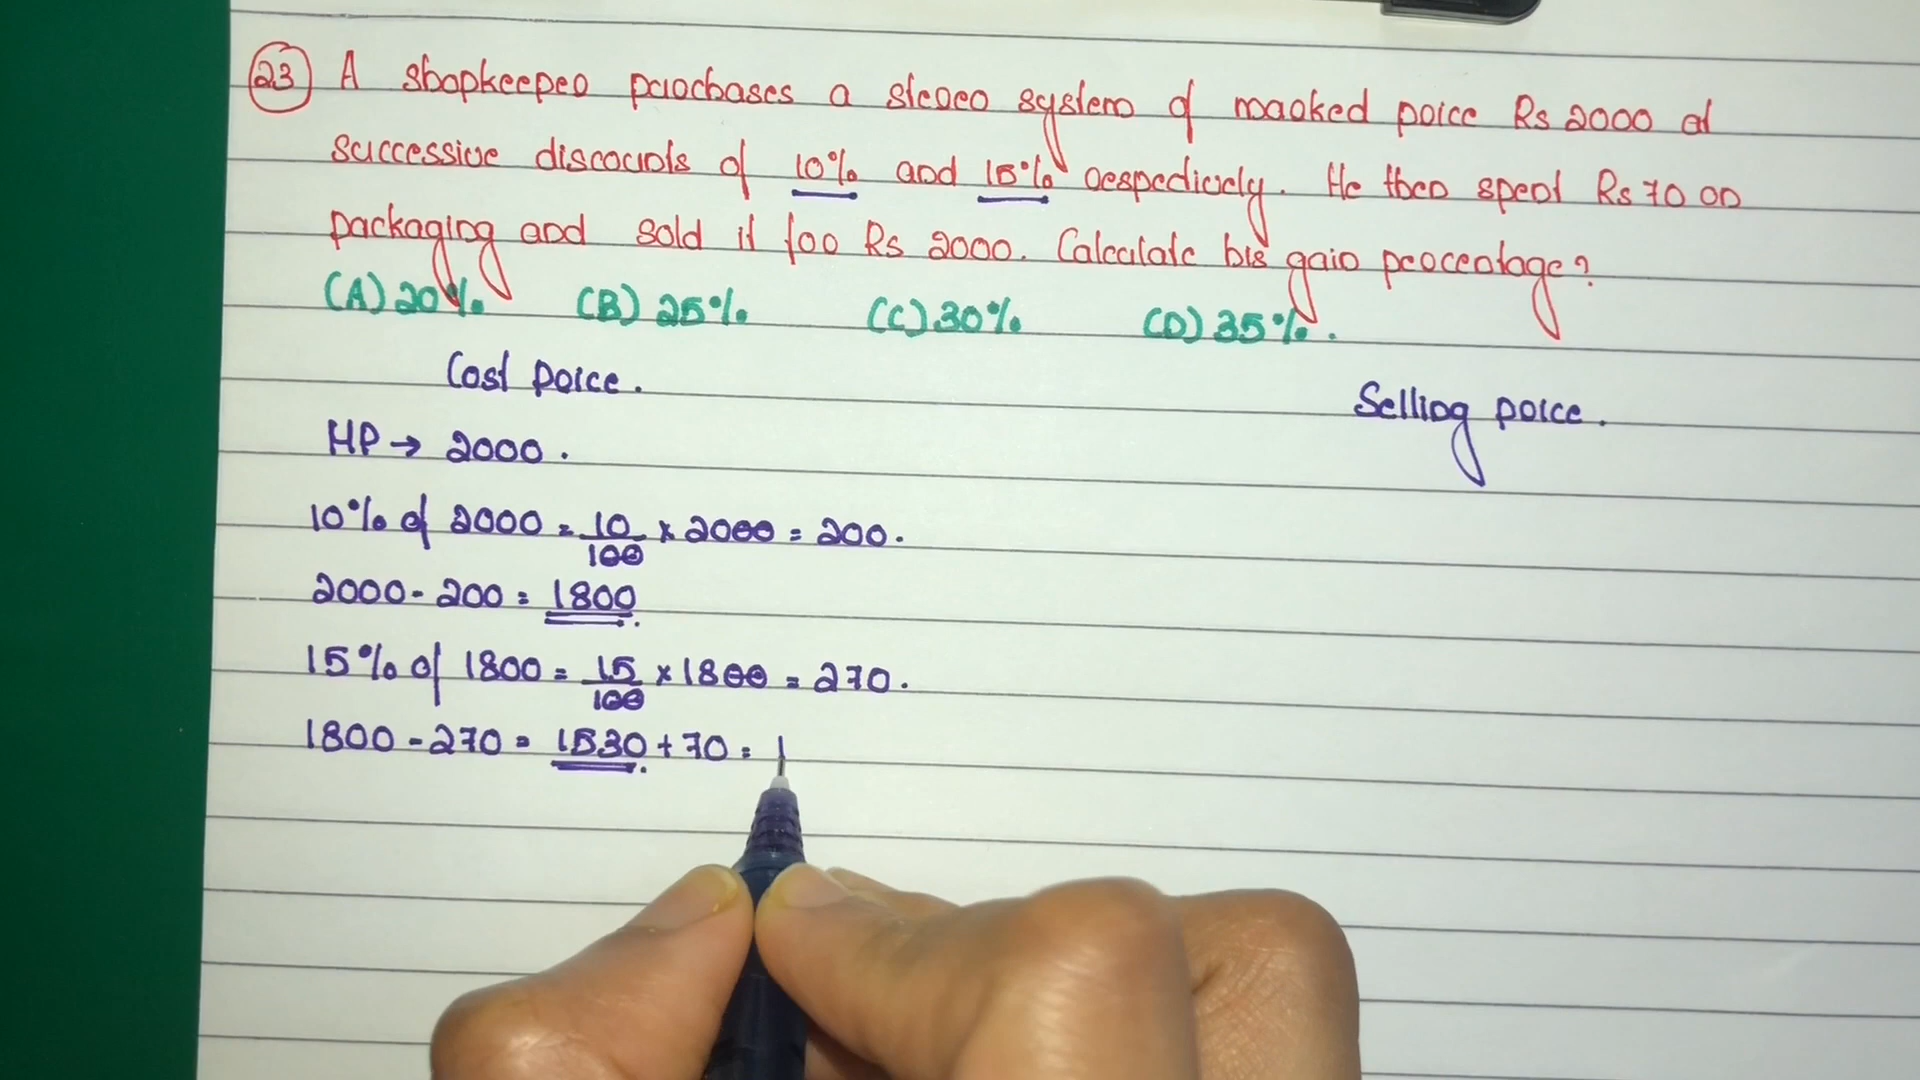 23 A shopkeeper purchases a stereo system of marked price Rs 2000 at
successive discounts of 10% and 15% respectively. He then spent Rs 70 on
packaging and sold it for Rs 2000. Calculate his gain percentage?
(A) 20% (B) 25% (C) 30% (D) 35%.
Cost price. Selling price.
MP → 2000.
10% of 2000 = 10/100 × 2000 = 200.
2000 - 200 = 1800.
15% of 1800 = 15/100 × 1800 = 270.
1800 - 270 = 1530. + 70 = 1